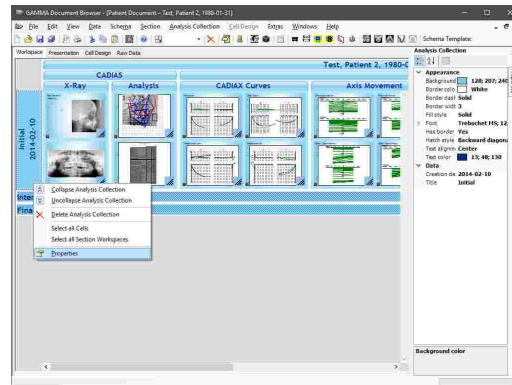 GAMMA Document Browser - [Patient Document - Test, Patient 2, 1980-01-31]
File Edit View Data Schema Section Analysis Collection Cell Design Extras Windows Help
Schema Template:
Workspace Presentation Cell Design Raw Data
Analysis Collection
Test, Patient 2, 1980-0
CADIAS
X-Ray Analysis CADIAX Curves Axis Movement
Initial
2014-02-10
Inte
Fina
Collapse Analysis Collection
Uncollapse Analysis Collection
Delete Analysis Collection
Select all Cells
Select all Section Workspaces
Properties
Appearance
Background 128; 207; 240
Border colo White
Border dash Solid
Border width 3
Fill style Solid
Font Trebuchet MS; 12
Has border Yes
Hatch style Backward diagona
Text alignm Center
Text color 13; 48; 130
Data
Creation da 2014-02-10
Title Initial
Background color